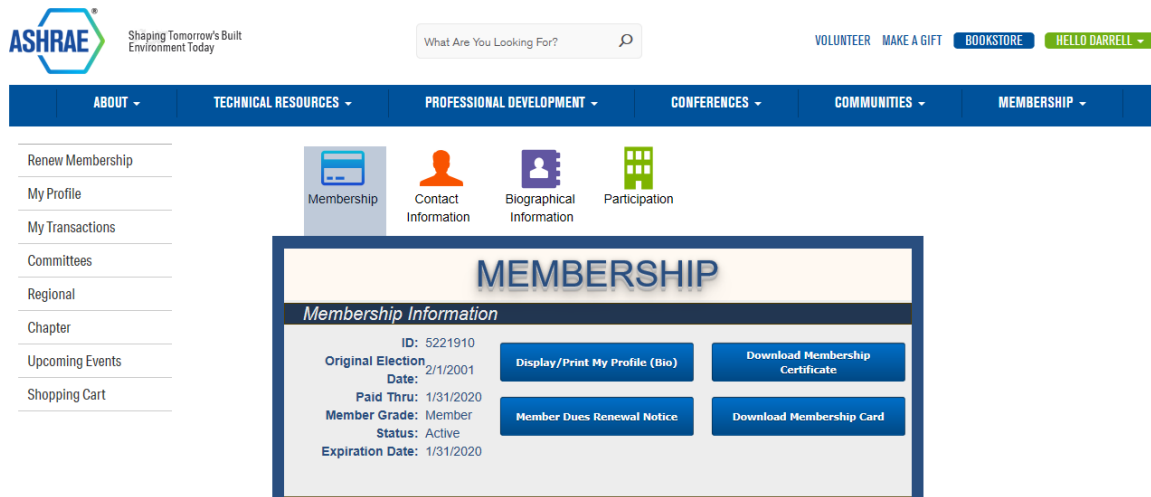 ASHRAE®
Shaping Tomorrow's Built
Environment Today
What Are You Looking For?
VOLUNTEER MAKE A GIFT BOOKSTORE HELLO DARRELL
ABOUT TECHNICAL RESOURCES PROFESSIONAL DEVELOPMENT CONFERENCES COMMUNITIES MEMBERSHIP
Renew Membership
My Profile
My Transactions
Committees
Regional
Chapter
Upcoming Events
Shopping Cart
Membership
Contact
Information
Biographical
Information
Participation
MEMBERSHIP
Membership Information
ID: 5221910
Original Election
Date: 2/1/2001
Paid Thru: 1/31/2020
Member Grade: Member
Status: Active
Expiration Date: 1/31/2020
Display/Print My Profile (Bio)
Download Membership
Certificate
Member Dues Renewal Notice
Download Membership Card